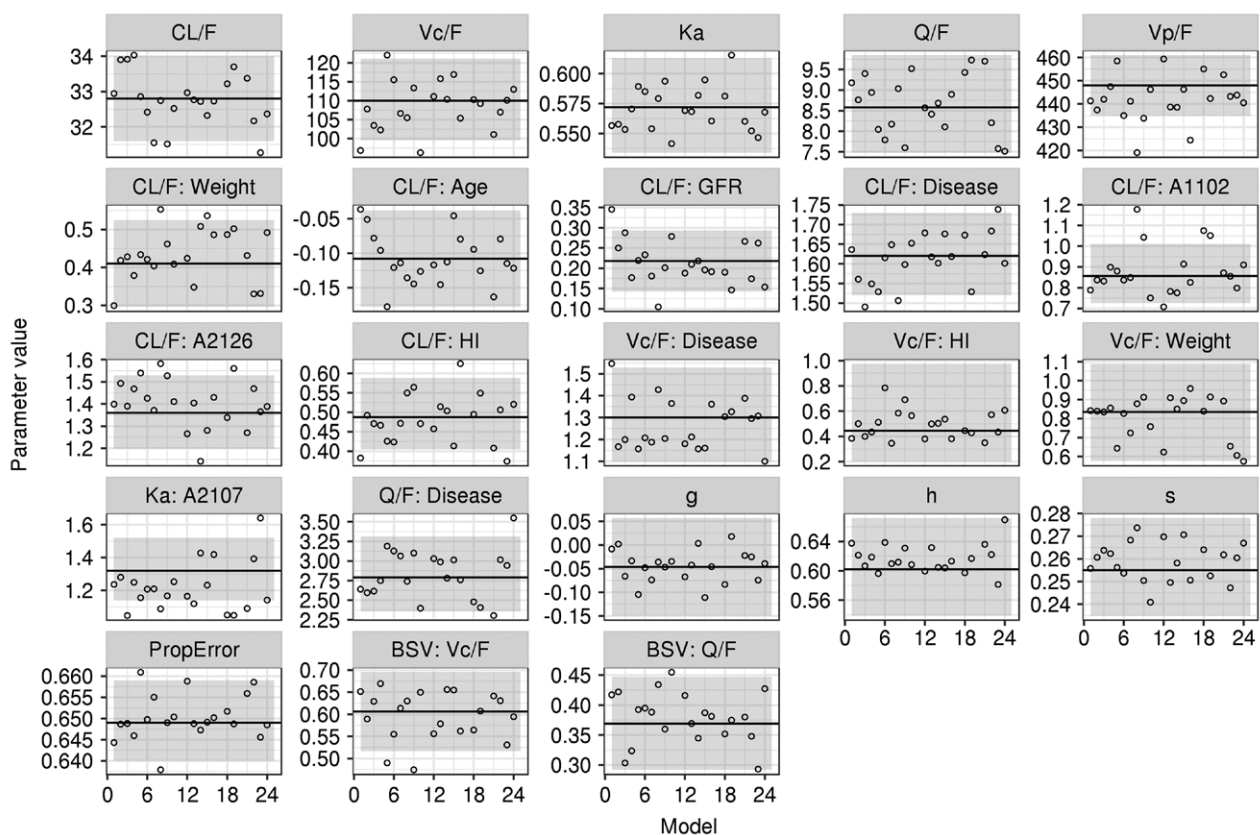 CL/F Vc/F Ka Q/F Vp/F
34 33 32
120 115 110 105 100
0.600 0.575 0.550
9.5 9.0 8.5 8.0 7.5
460 450 440 430 420
CL/F: Weight CL/F: Age CL/F: GFR CL/F: Disease CL/F: A1102
0.5 0.4 0.3
-0.05 -0.10 -0.15
0.35 0.30 0.25 0.20 0.15 0.10
1.75 1.70 1.65 1.60 1.55 1.50
1.2 1.1 1.0 0.9 0.8 0.7
CL/F: A2126 CL/F: HI Vc/F: Disease Vc/F: HI Vc/F: Weight
1.6 1.5 1.4 1.3 1.2
0.60 0.55 0.50 0.45 0.40
1.5 1.4 1.3 1.2 1.1
1.0 0.8 0.6 0.4 0.2
1.1 1.0 0.9 0.8 0.7 0.6
Parameter value
Ka: A2107 Q/F: Disease g h s
1.6 1.4 1.2
3.50 3.25 3.00 2.75 2.50 2.25
0.05 0.00 -0.05 -0.10 -0.15
0.64 0.60 0.56
0.28 0.27 0.26 0.25 0.24
0 6 12 18 24 0 6 12 18 24
PropError BSV: Vc/F BSV: Q/F
0.660 0.655 0.650 0.645 0.640
0.70 0.65 0.60 0.55 0.50
0.45 0.40 0.35 0.30
0 6 12 18 24 0 6 12 18 24 0 6 12 18 24
Model